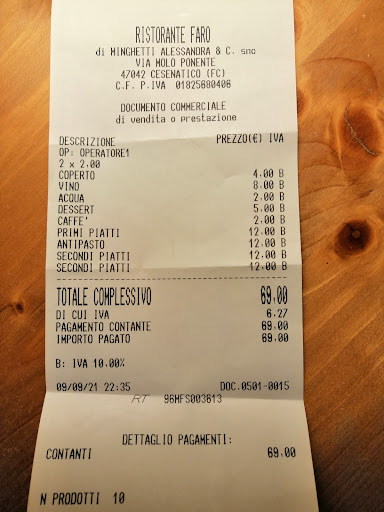 RISTORANTE FARO
di MINGHETTI ALESSANDRA & C. snc
VIA MOLO PONENTE
47042 CESENATICO (FC)
C.F. P.IVA 01825680406
DOCUMENTO COMMERCIALE
di vendita o prestazione
DESCRIZIONE PREZZO(€) IVA
OP: OPERATORE1
2 x 2.00
COPERTO 4.00 B
VINO 8.00 B
ACQUA 2.00 B
DESSERT 5.00 B
CAFFE' 2.00 B
PRIMI PIATTI 12.00 B
ANTIPASTO 12.00 B
SECONDI PIATTI 12.00 B
SECONDI PIATTI 12.00 B
TOTALE COMPLESSIVO 69.00
DI CUI IVA 6.27
PAGAMENTO CONTANTE 69.00
IMPORTO PAGATO 69.00
B: IVA 10.00%
09/09/21 22:35 DOC.0501-0015
RT 96MFS003613
DETTAGLIO PAGAMENTI:
CONTANTI 69.00
N PRODOTTI 10